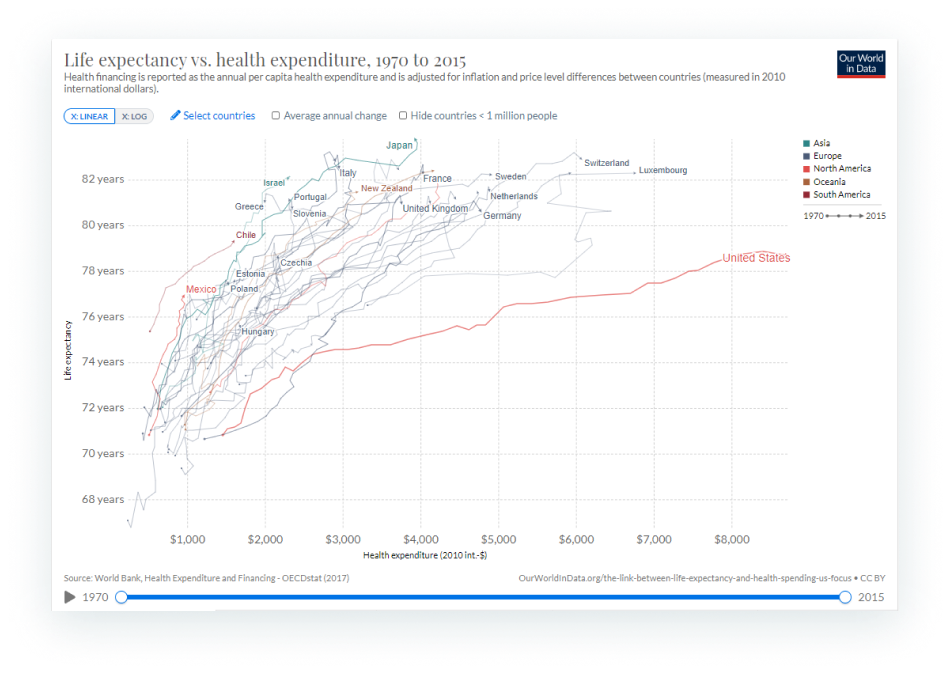 Life expectancy vs. health expenditure, 1970 to 2015
Our World
in Data
Health financing is reported as the annual per capita health expenditure and is adjusted for inflation and price level differences between countries (measured in 2010
international dollars).
X: LINEAR
X: LOG
Select countries
Average annual change
Hide countries < 1 million people
Japan
Asia
Europe
North America
Oceania
South America
1970
2015
Switzerland
Luxembourg
Italy
France
Sweden
82 years
Israel
New Zealand
Portugal
Netherlands
Greece
Slovenia
United Kingdom
Germany
80 years
Chile
United States
Czechia
78 years
Estonia
Mexico
Poland
76 years
Hungary
Life expectancy
74 years
72 years
70 years
68 years
$1,000
$2,000
$3,000
$4,000
$5,000
$6,000
$7,000
$8,000
Health expenditure (2010 int.-$)
Source: World Bank, Health Expenditure and Financing - OECDstat (2017)
OurWorldInData.org/the-link-between-life-expectancy-and-health-spending-us-focus • CC BY
1970
2015